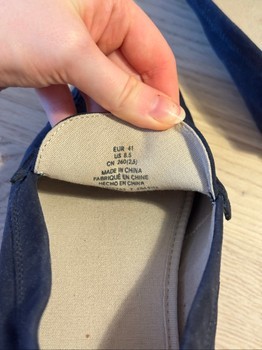 EUR 41
US 8.5
CN 260(2,5)
MADE IN CHINA
FABRIQUÉ EN CHINE
HECHO EN CHINA